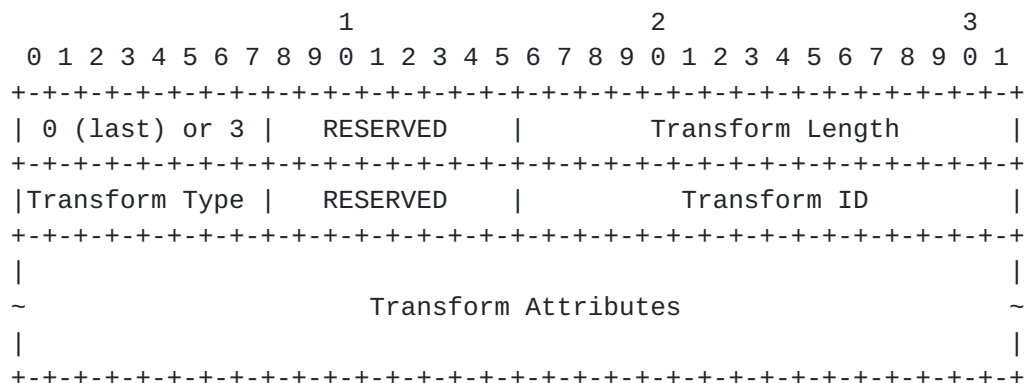 1                   2                   3
 0 1 2 3 4 5 6 7 8 9 0 1 2 3 4 5 6 7 8 9 0 1 2 3 4 5 6 7 8 9 0 1
+-+-+-+-+-+-+-+-+-+-+-+-+-+-+-+-+-+-+-+-+-+-+-+-+-+-+-+-+-+-+-+-+
| 0 (last) or 3 |   RESERVED    |        Transform Length       |
+-+-+-+-+-+-+-+-+-+-+-+-+-+-+-+-+-+-+-+-+-+-+-+-+-+-+-+-+-+-+-+-+
|Transform Type |   RESERVED    |          Transform ID         |
+-+-+-+-+-+-+-+-+-+-+-+-+-+-+-+-+-+-+-+-+-+-+-+-+-+-+-+-+-+-+-+-+
|                                                               |
~                      Transform Attributes                     ~
|                                                               |
+-+-+-+-+-+-+-+-+-+-+-+-+-+-+-+-+-+-+-+-+-+-+-+-+-+-+-+-+-+-+-+-+